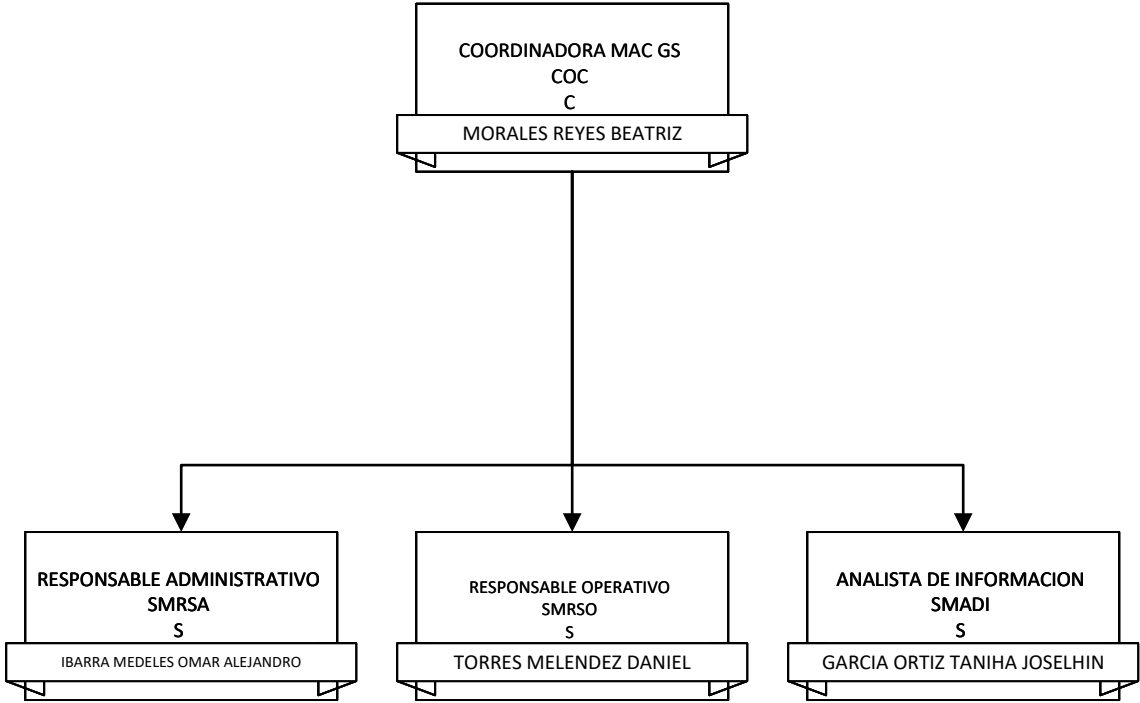 COORDINADORA MAC GS
COC
C
MORALES REYES BEATRIZ
RESPONSABLE ADMINISTRATIVO
SMRSA
S
IBARRA MEDELES OMAR ALEJANDRO
RESPONSABLE OPERATIVO
SMRSO
S
TORRES MELENDEZ DANIEL
ANALISTA DE INFORMACION
SMADI
S
GARCIA ORTIZ TANIHA JOSELHIN